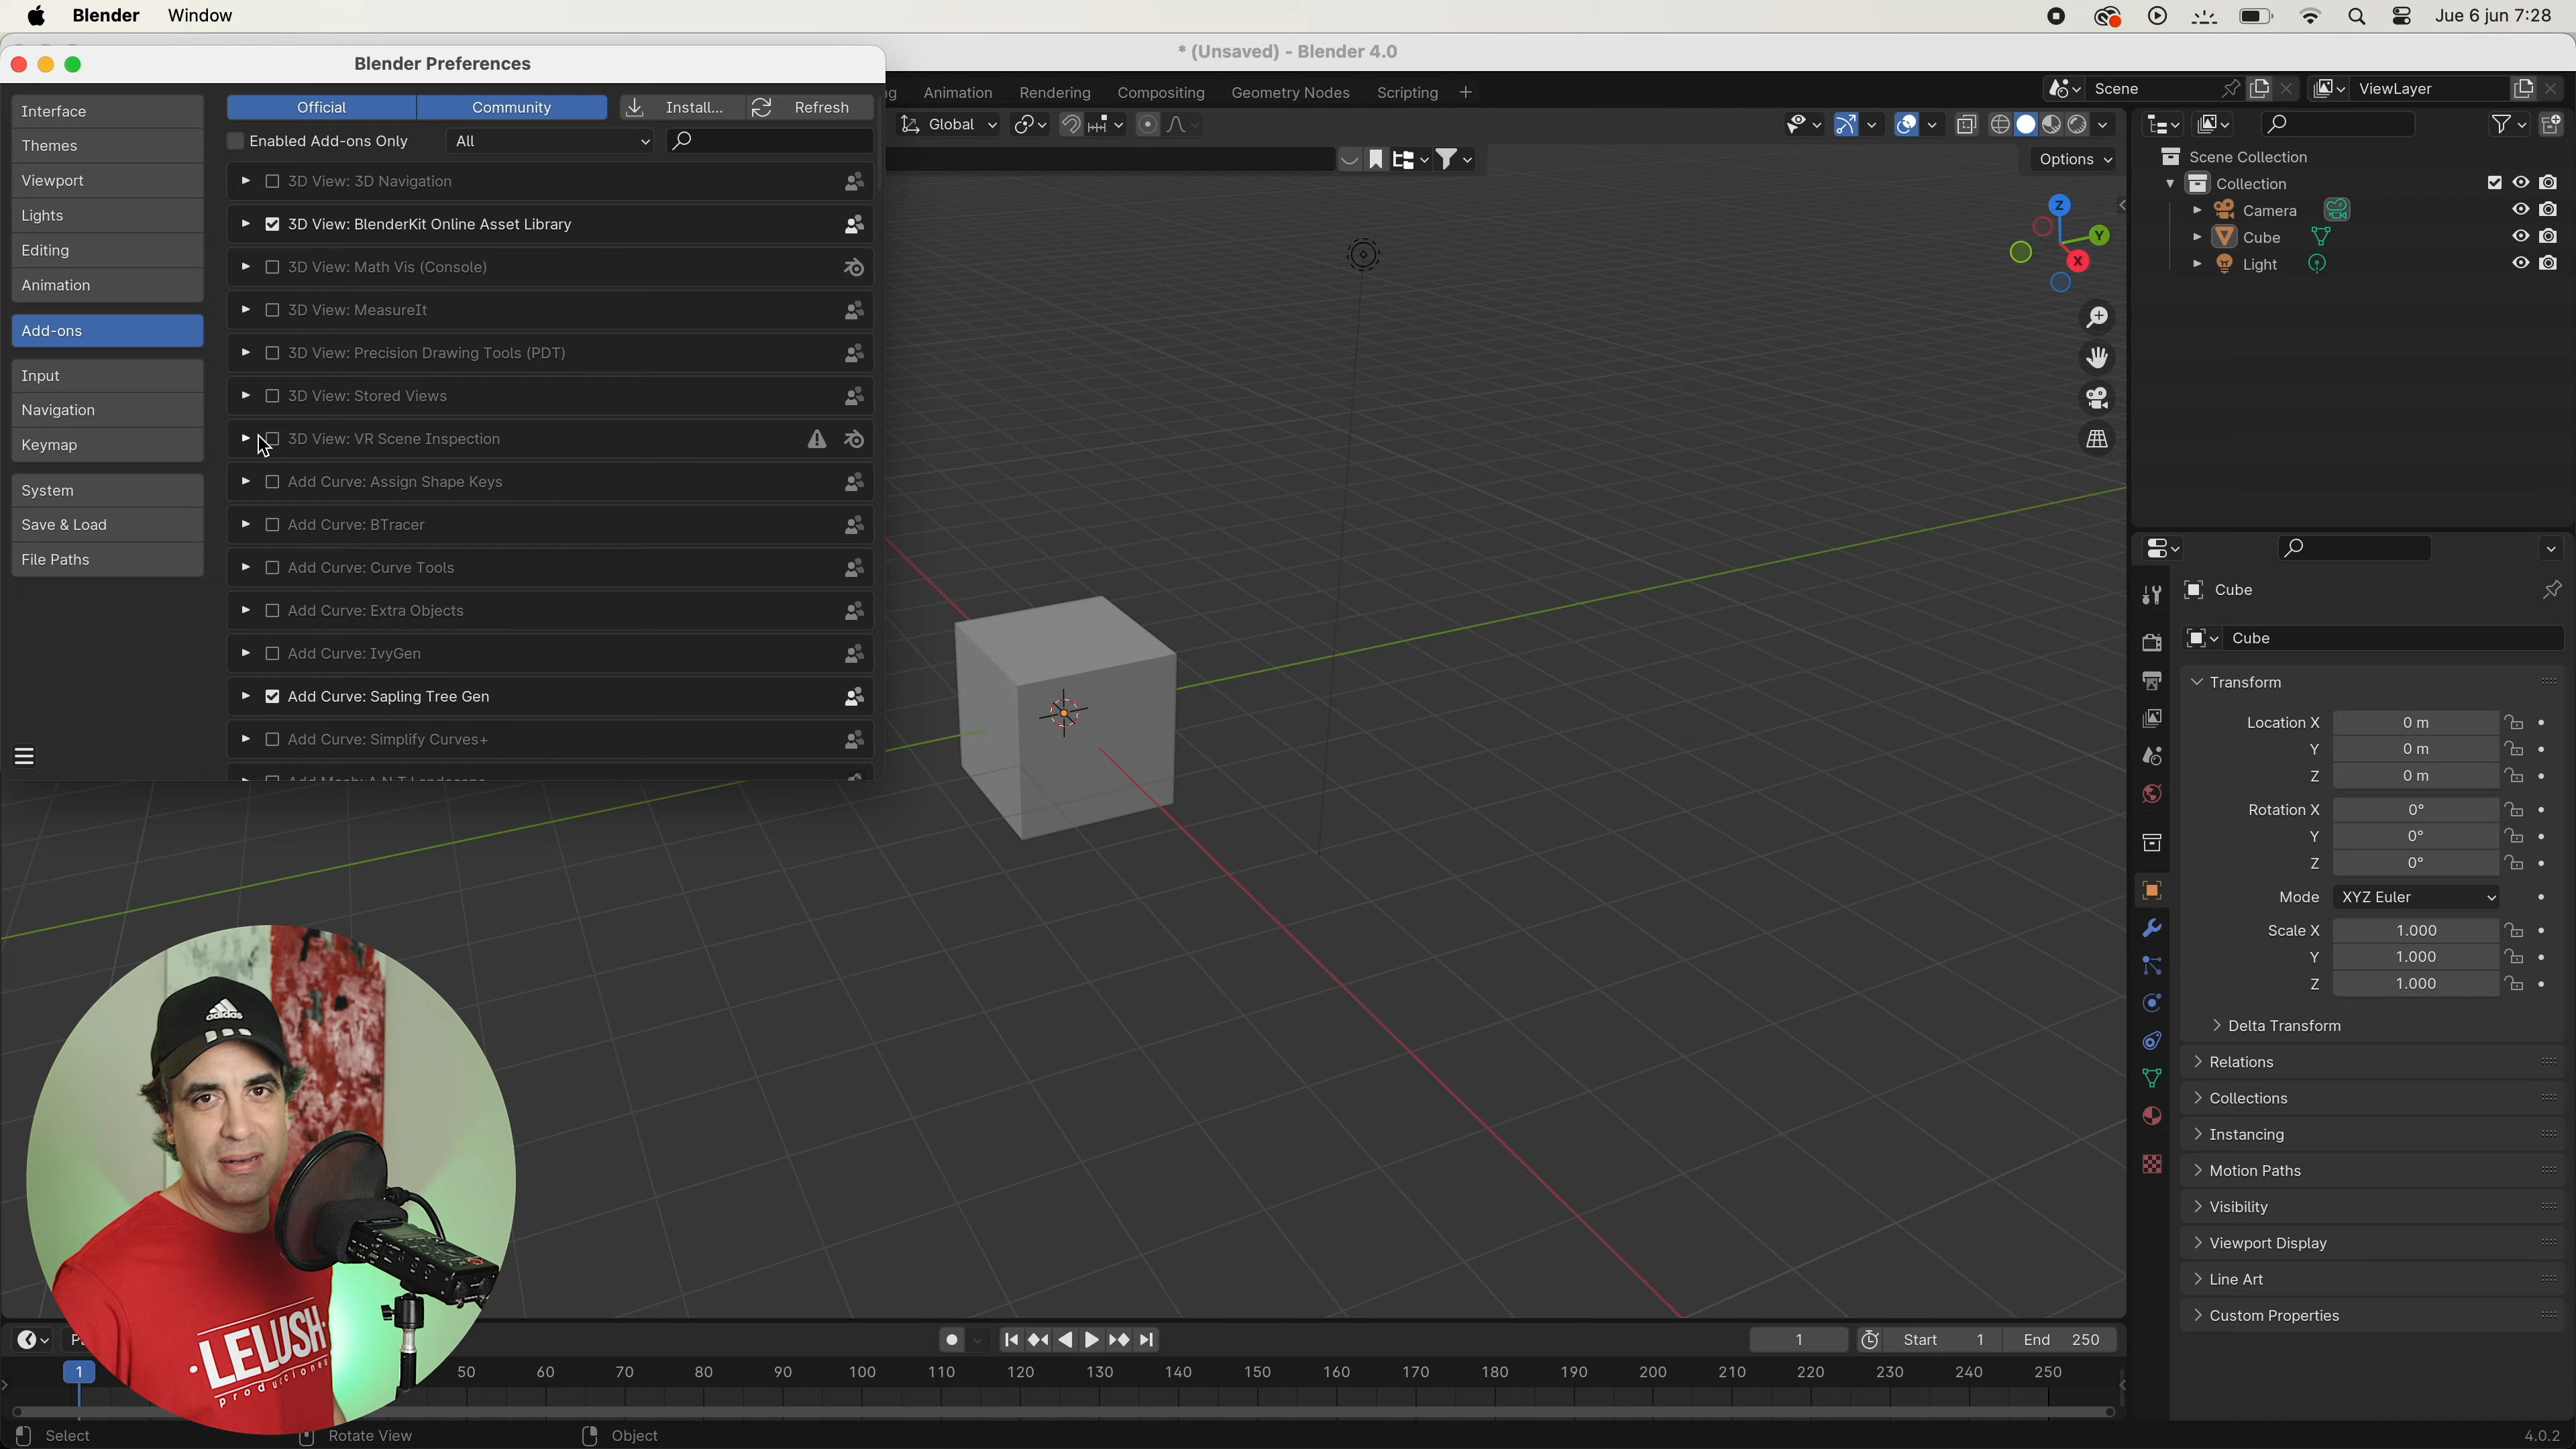 Blender Window
Jue 6 jun 7:28
* (Unsaved) - Blender 4.0
Blender Preferences
Interface
Themes
Viewport
Lights
Editing
Animation
Add-ons
Input
Navigation
Keymap
System
Save & Load
File Paths
Official Community Install... Refresh
Enabled Add-ons Only All
3D View: 3D Navigation
3D View: BlenderKit Online Asset Library
3D View: Math Vis (Console)
3D View: MeasureIt
3D View: Precision Drawing Tools (PDT)
3D View: Stored Views
3D View: VR Scene Inspection
Add Curve: Assign Shape Keys
Add Curve: BTracer
Add Curve: Curve Tools
Add Curve: Extra Objects
Add Curve: IvyGen
Add Curve: Sapling Tree Gen
Add Curve: Simplify Curves+
Animation Rendering Compositing Geometry Nodes Scripting +
Scene ViewLayer
Global
Options
Z
Y
X
Scene Collection
Collection
Camera
Cube
Light
Cube
Cube
Transform
Location X 0 m
Y 0 m
Z 0 m
Rotation X 0°
Y 0°
Z 0°
Mode XYZ Euler
Scale X 1.000
Y 1.000
Z 1.000
Delta Transform
Relations
Collections
Instancing
Motion Paths
Visibility
Viewport Display
Line Art
Custom Properties
adidas
LELUSH
producciones
1 Start 1 End 250
1 50 60 70 80 90 100 110 120 130 140 150 160 170 180 190 200 210 220 230 240 250
Select Rotate View Object
4.0.2